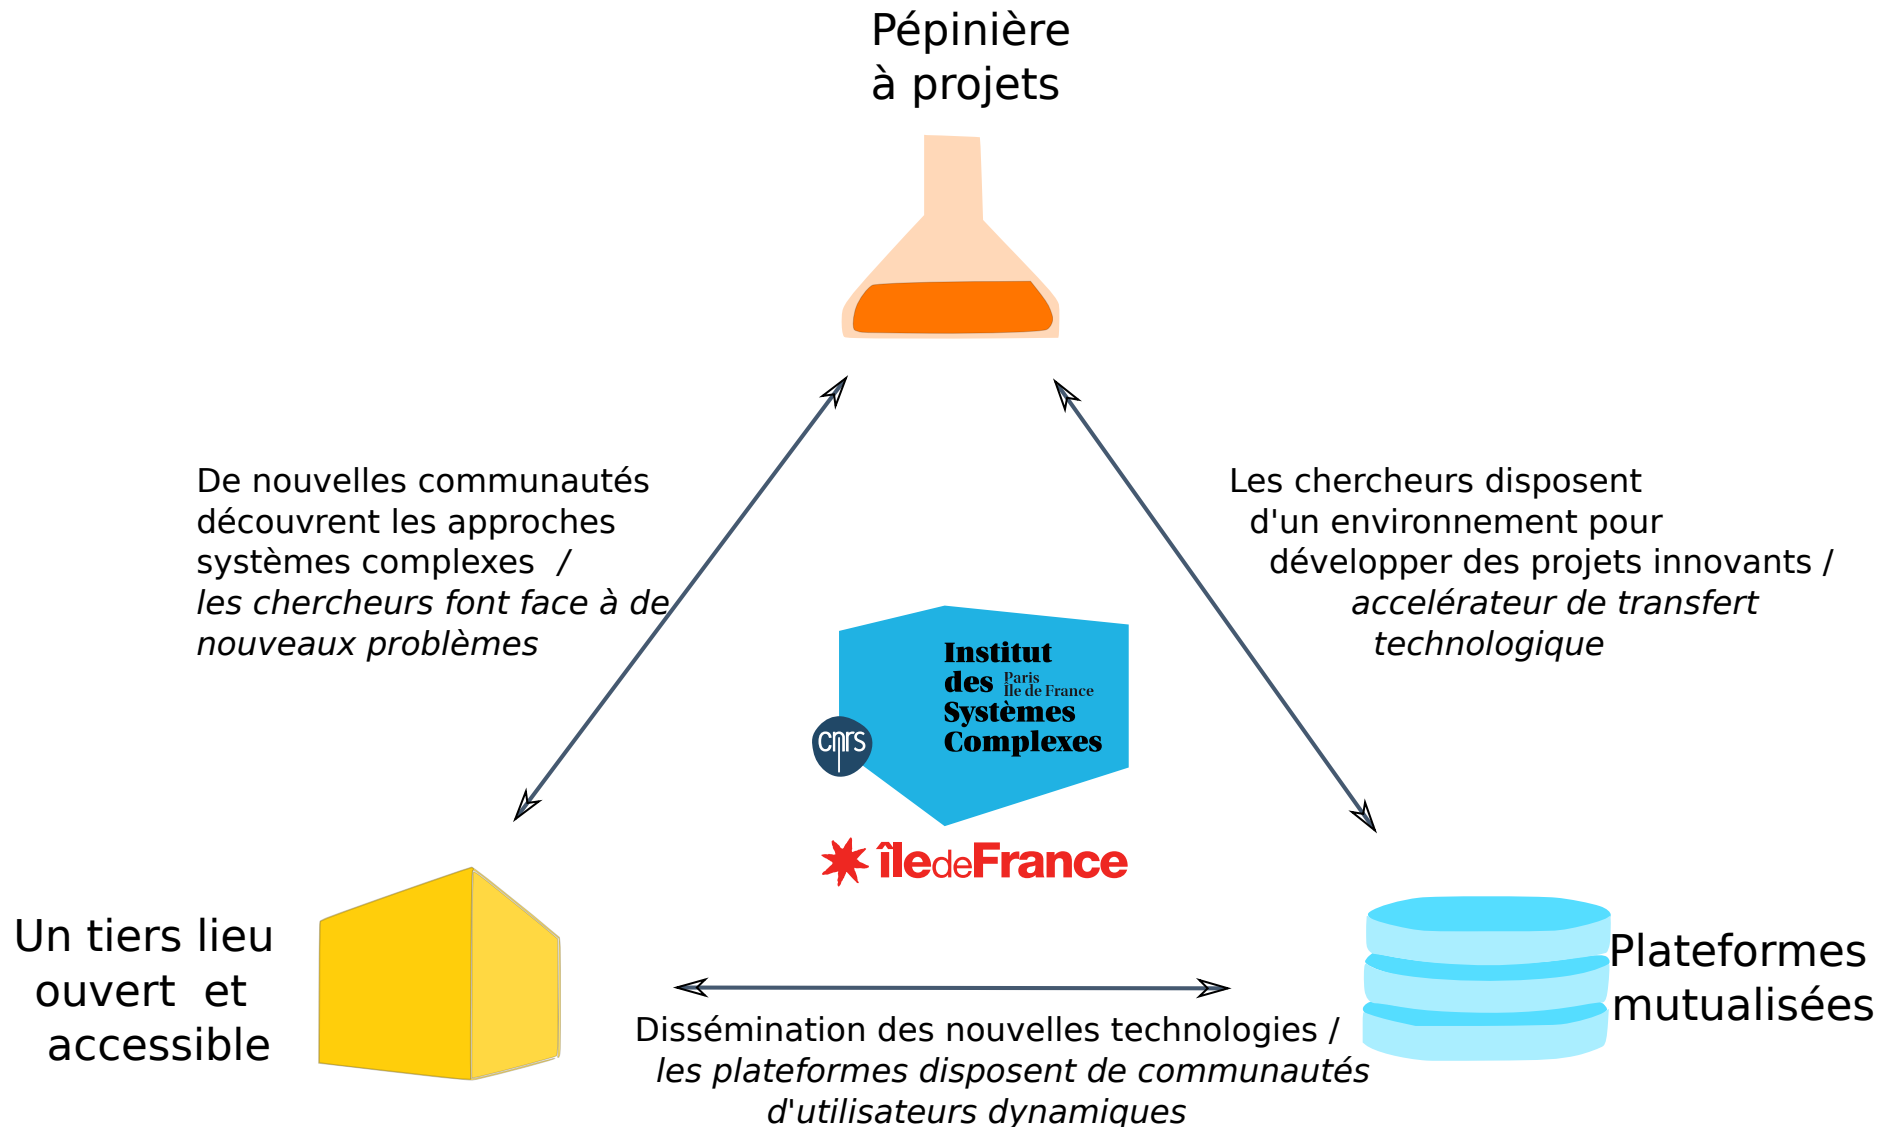 Pépinière
à projets
De nouvelles communautés
découvrent les approches
systèmes complexes /
les chercheurs font face à de
nouveaux problèmes
Les chercheurs disposent
d'un environnement pour
développer des projets innovants /
accelérateur de transfert
technologique
Institut
des Paris
Île de France
Systèmes
Complexes
cnrs
îledeFrance
Un tiers lieu
ouvert et
accessible
Plateformes
mutualisées
Dissémination des nouvelles technologies /
les plateformes disposent de communautés
d'utilisateurs dynamiques